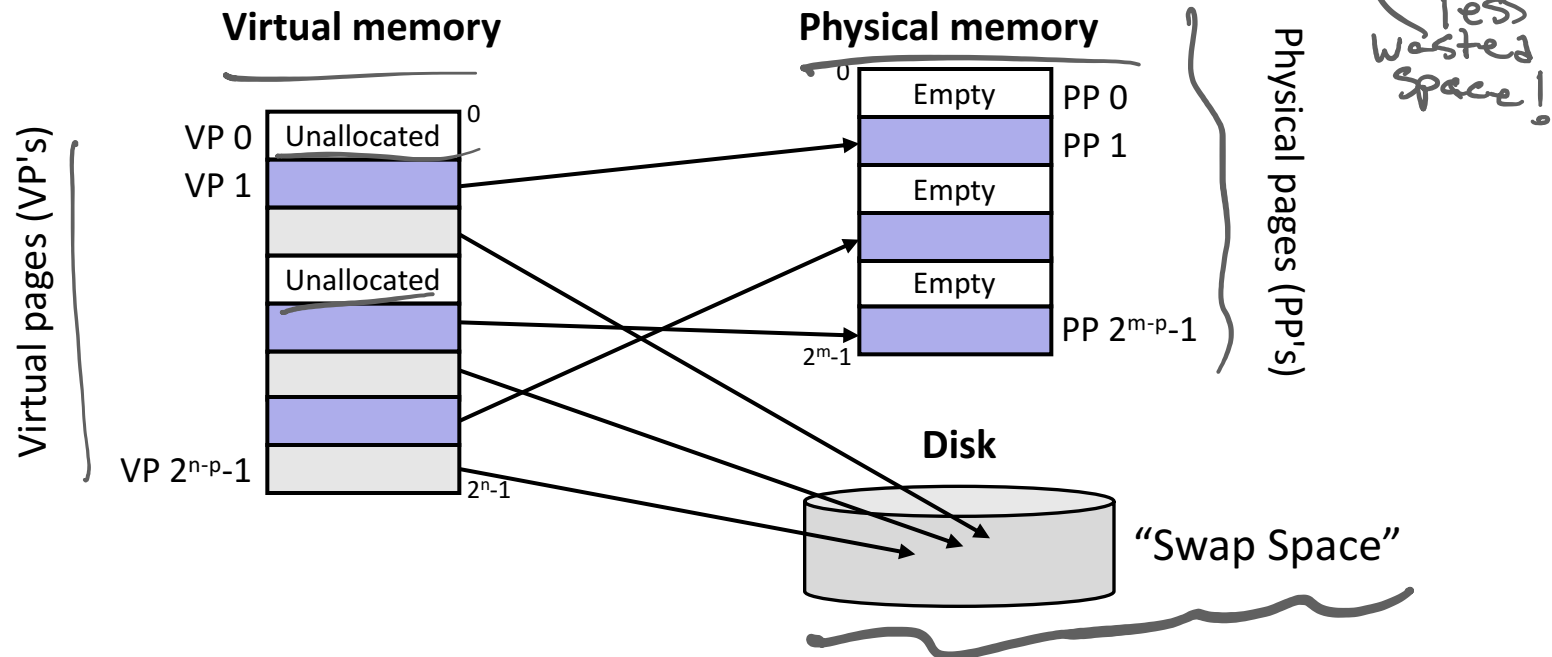 less
wasted
space!
Virtual memory
Physical memory
Virtual pages (VP's)
0
VP 0
Unallocated
VP 1
Unallocated
VP 2ⁿ⁻ᵖ-1
2ⁿ-1
0
Empty
PP 0
PP 1
Empty
Empty
PP 2ᵐ⁻ᵖ-1
2ᵐ-1
Physical pages (PP's)
Disk
“Swap Space”